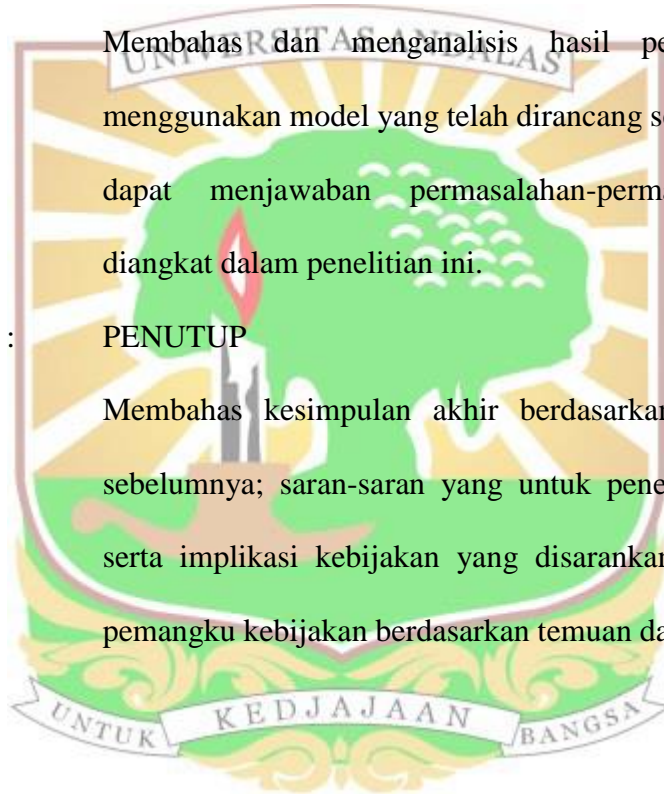 UNIVERSITAS ANDALAS
Membahas dan menganalisis hasil pe
menggunakan model yang telah dirancang se
dapat menjawaban permasalahan-perma
diangkat dalam penelitian ini.
: PENUTUP
Membahas kesimpulan akhir berdasarkan
sebelumnya; saran-saran yang untuk pene
serta implikasi kebijakan yang disarankan
pemangku kebijakan berdasarkan temuan da
UNTUK KEDJAJAAN BANGSA